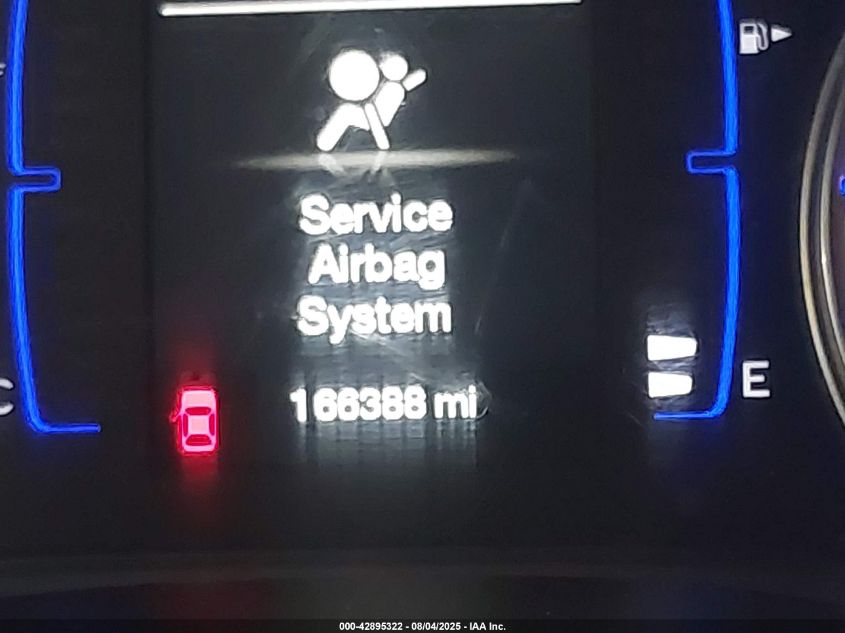 Service
Airbag
System
166388 mi
E
C
000-42895322 - 08/04/2025 - IAA Inc.